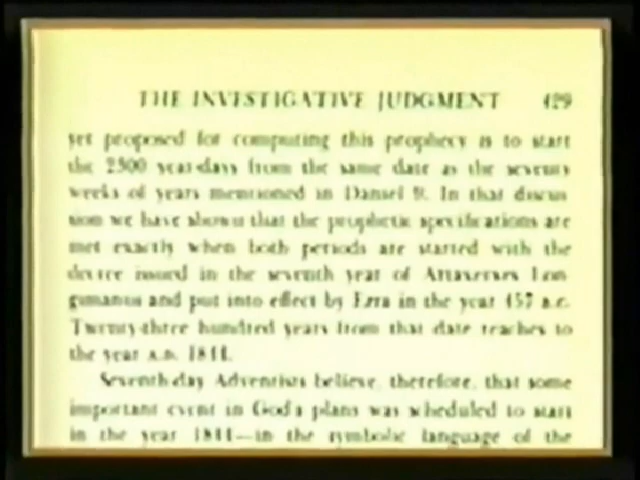 THE INVESTIGATIVE JUDGMENT 429
yet proposed for computing this prophecy is to start
the 2300 year-days from the same date as the seventy
weeks of years mentioned in Daniel 9. In that discus-
sion we have shown that the prophetic specifications are
met exactly when both periods are started with the
decree issued in the seventh year of Artaxerxes Lon-
gimanus and put into effect by Ezra in the year 457 B.C.
Twenty-three hundred years from that date reaches to
the year A.D. 1844.
Seventh-day Adventists believe, therefore, that some
important event in God's plans was scheduled to start
in the year 1844—in the symbolic language of the